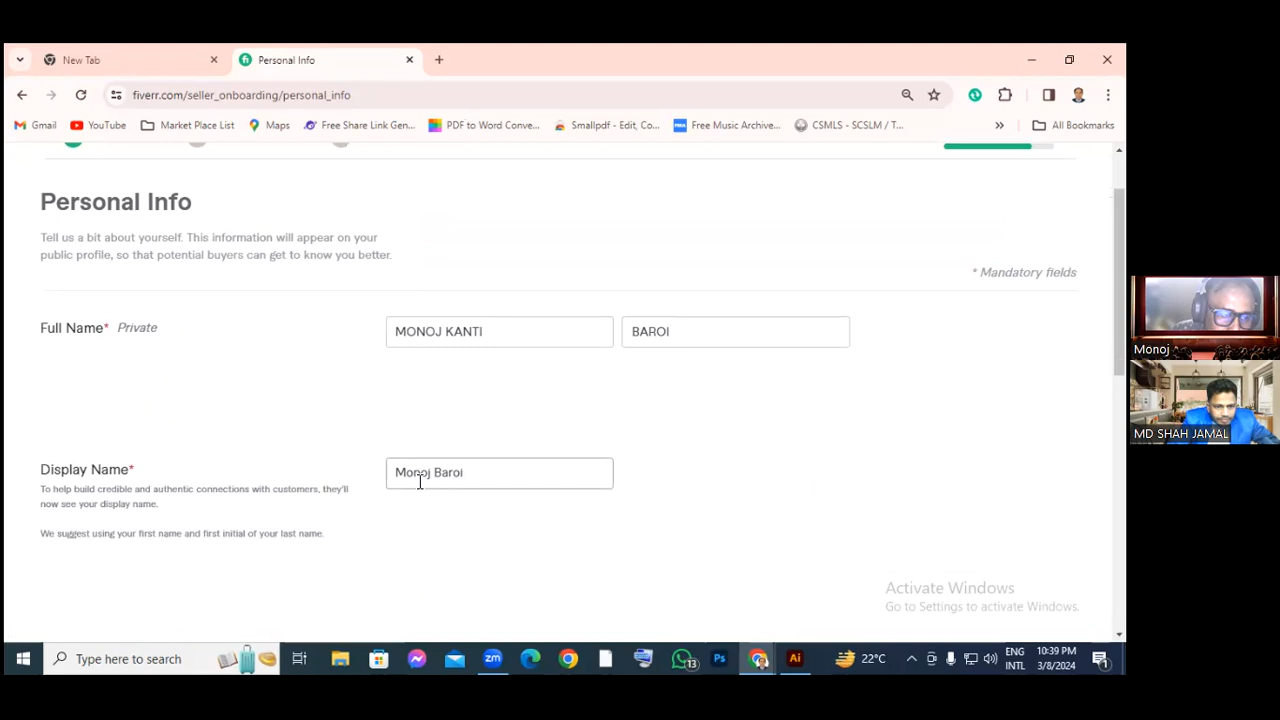 New Tab
Personal Info
fiverr.com/seller_onboarding/personal_info
Gmail
YouTube
Market Place List
Maps
Free Share Link Gen...
PDF to Word Conve...
Smallpdf - Edit, Co...
Free Music Archive...
CSMLS - SCSLM / T...
»
All Bookmarks
Personal Info
Tell us a bit about yourself. This information will appear on your
public profile, so that potential buyers can get to know you better.
* Mandatory fields
Full Name* Private
MONOJ KANTI
BAROI
Display Name*
Monoj Baroi
To help build credible and authentic connections with customers, they'll
now see your display name.
We suggest using your first name and first initial of your last name.
Activate Windows
Go to Settings to activate Windows.
Monoj
MD SHAH JAMAL
Type here to search
zm
13
Ps
Ai
22°C
ENG
INTL
10:39 PM
3/8/2024
1